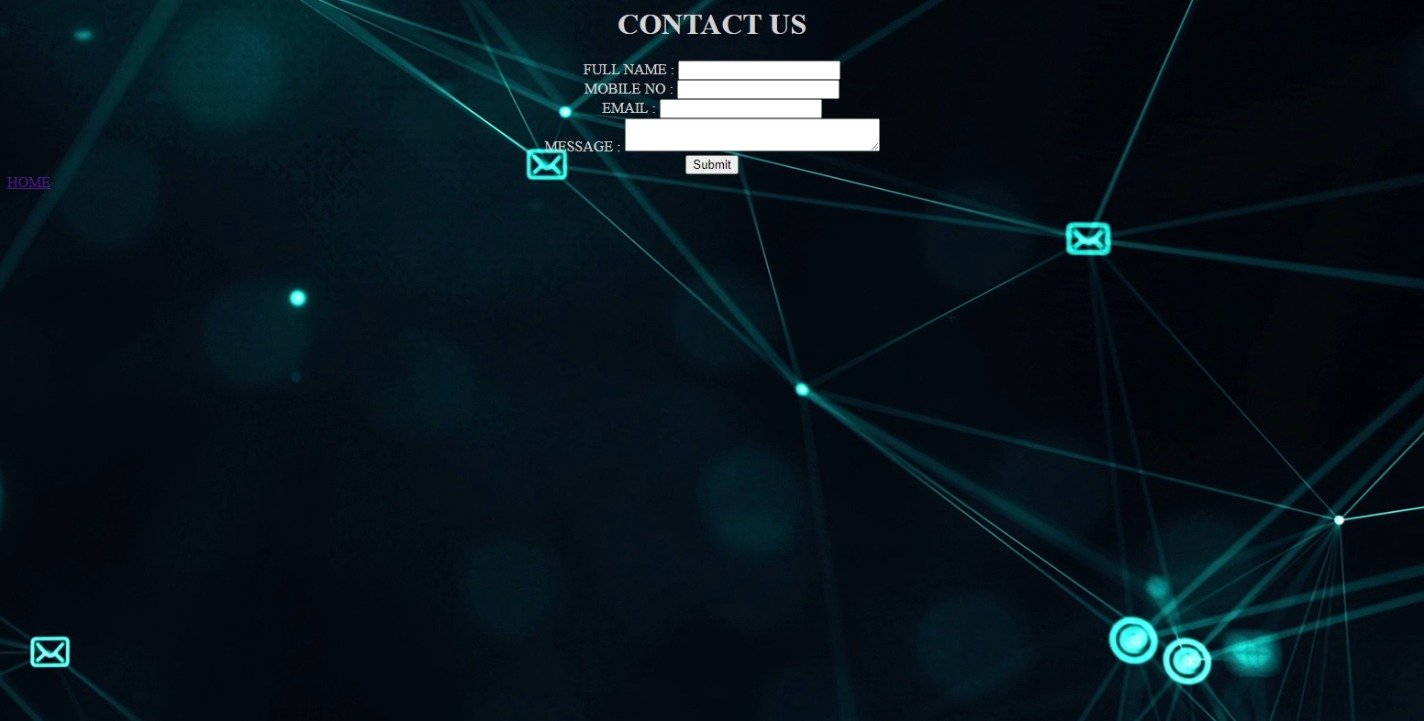 CONTACT US
FULL NAME :
MOBILE NO :
EMAIL :
MESSAGE :
Submit
HOME